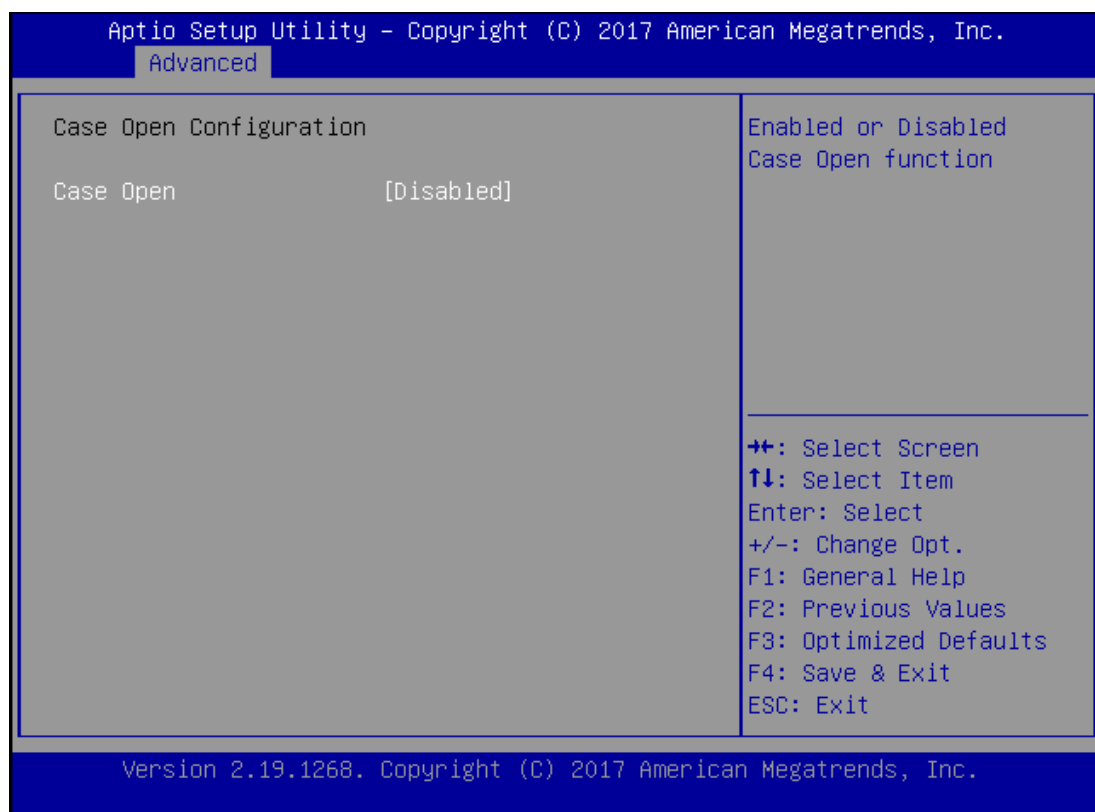 Aptio Setup Utility – Copyright (C) 2017 American Megatrends, Inc.
Advanced
Case Open Configuration
Case Open [Disabled]
Enabled or Disabled
Case Open function
→←: Select Screen
↑↓: Select Item
Enter: Select
+/-: Change Opt.
F1: General Help
F2: Previous Values
F3: Optimized Defaults
F4: Save & Exit
ESC: Exit
Version 2.19.1268. Copyright (C) 2017 American Megatrends, Inc.